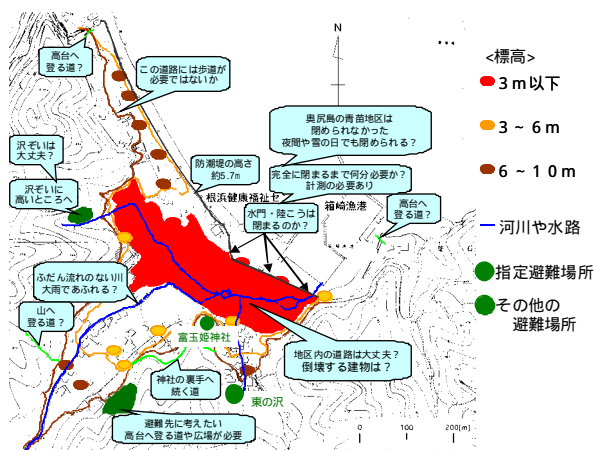 N
高台へ
登る道？
この道路には歩道が
必要ではないか
奥尻島の青苗地区は
閉められなかった
夜間や雪の日でも閉められる？
沢ぞいは
大丈夫？
防潮堤の高さ
約5.7m
完全に閉まるまで何分必要か？
計測の必要あり
沢ぞいに
高いところへ
根浜健康福祉セ
箱崎漁港
高台へ
登る道？
水門・陸こうは
閉まるのか？
ふだん流れのない川
大雨であふれる？
山へ
登る道？
富玉姫神社
地区内の道路は大丈夫？
倒壊する建物は？
神社の裏手へ
続く道
東の沢
避難先に考えたい
高台へ登る道や広場が必要
0 100 200[m]
<標高>
3ｍ以下
3 ~ 6ｍ
6 ~ 1 0ｍ
河川や水路
指定避難場所
その他の
避難場所